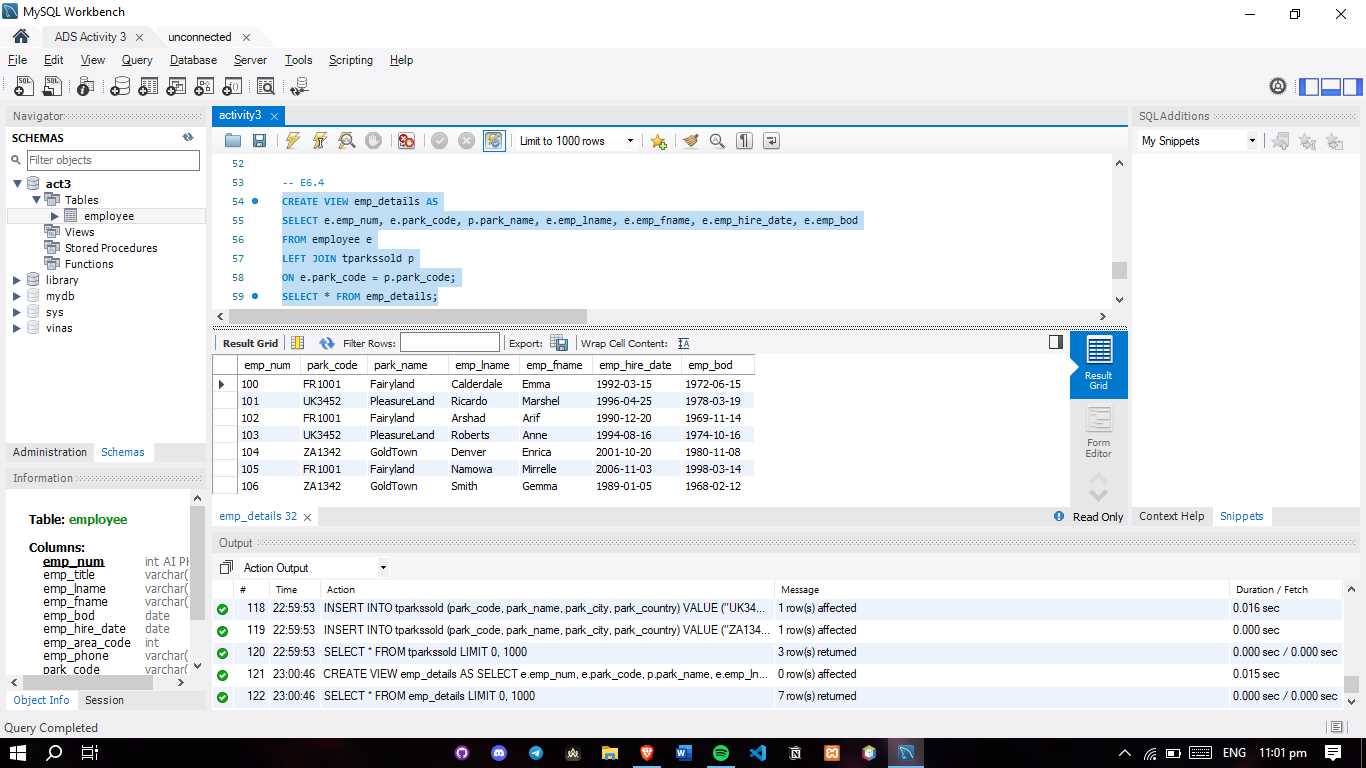 MySQL Workbench
ADS Activity 3
unconnected
File Edit View Query Database Server Tools Scripting Help
Navigator
SCHEMAS
Filter objects
act3
Tables
employee
Views
Stored Procedures
Functions
library
mydb
sys
vinas
Administration Schemas
Information
Table: employee
Columns:
emp_num int AI PK
emp_title varchar(
emp_lname varchar(
emp_fname varchar(
emp_bod date
emp_hire_date date
emp_area_code int
emp_phone varchar(
park_code varchar(
Object Info Session
Query Completed
activity3
Limit to 1000 rows
52
53 -- E6.4
54 CREATE VIEW emp_details AS
55 SELECT e.emp_num, e.park_code, p.park_name, e.emp_lname, e.emp_fname, e.emp_hire_date, e.emp_bod
56 FROM employee e
57 LEFT JOIN tparkssold p
58 ON e.park_code = p.park_code;
59 SELECT * FROM emp_details;
Result Grid Filter Rows: Export: Wrap Cell Content:
emp_num park_code park_name emp_lname emp_fname emp_hire_date emp_bod
100 FR1001 Fairyland Calderdale Emma 1992-03-15 1972-06-15
101 UK3452 PleasureLand Ricardo Marshel 1996-04-25 1978-03-19
102 FR1001 Fairyland Arshad Arif 1990-12-20 1969-11-14
103 UK3452 PleasureLand Roberts Anne 1994-08-16 1974-10-16
104 ZA1342 GoldTown Denver Enrica 2001-10-20 1980-11-08
105 FR1001 Fairyland Namowa Mirrelle 2006-11-03 1998-03-14
106 ZA1342 GoldTown Smith Gemma 1989-01-05 1968-02-12
Result
Grid
Form
Editor
emp_details 32
Read Only
SQLAdditions
My Snippets
Context Help Snippets
Output
Action Output
# Time Action Message Duration / Fetch
118 22:59:53 INSERT INTO tparkssold (park_code, park_name, park_city, park_country) VALUE ("UK34... 1 row(s) affected 0.016 sec
119 22:59:53 INSERT INTO tparkssold (park_code, park_name, park_city, park_country) VALUE ("ZA134... 1 row(s) affected 0.000 sec
120 22:59:53 SELECT * FROM tparkssold LIMIT 0, 1000 3 row(s) returned 0.000 sec / 0.000 sec
121 23:00:46 CREATE VIEW emp_details AS SELECT e.emp_num, e.park_code, p.park_name, e.emp_ln... 0 row(s) affected 0.015 sec
122 23:00:46 SELECT * FROM emp_details LIMIT 0, 1000 7 row(s) returned 0.000 sec / 0.000 sec
ENG 11:01 pm